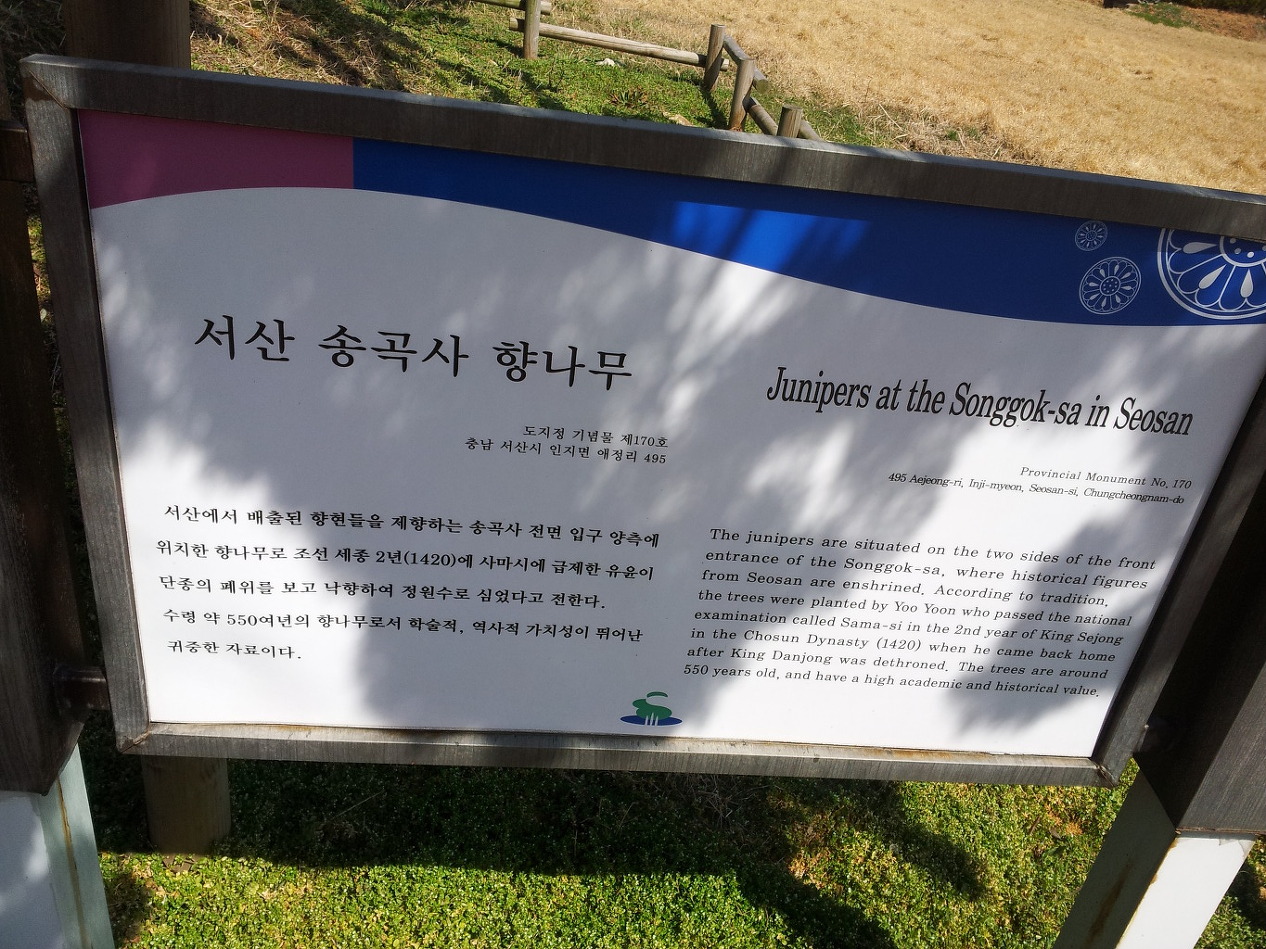 서산 송곡사 향나무
도지정 기념물 제170호
충남 서산시 인지면 애정리 495
서산에서 배출된 향현들을 제향하는 송곡사 전면 입구 양측에
위치한 향나무로 조선 세종 2년(1420)에 사마시에 급제한 유윤이
단종의 폐위를 보고 낙향하여 정원수로 심었다고 전한다.
수령 약 550여년의 향나무로서 학술적, 역사적 가치성이 뛰어난
귀중한 자료이다.
Junipers at the Songgok-sa in Seosan
Provincial Monument No. 170
495 Aejeong-ri, Inji-myeon, Seosan-si, Chungcheongnam-do
The junipers are situated on the two sides of the front
entrance of the Songgok-sa, where historical figures
from Seosan are enshrined. According to tradition,
the trees were planted by Yoo Yoon who passed the national
examination called Sama-si in the 2nd year of King Sejong
in the Chosun Dynasty (1420) when he came back home
after King Danjong was dethroned. The trees are around
550 years old, and have a high academic and historical value.